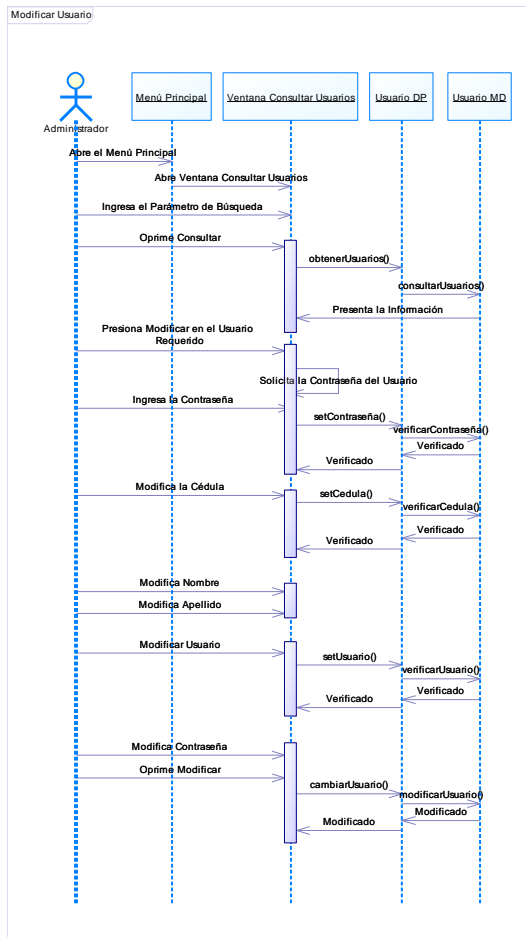 Modificar Usuario
Menú Principal
Ventana Consultar Usuarios
Usuario DP
Usuario MD
Administrador
Abre el Menú Principal
Abre Ventana Consultar Usuarios
Ingresa el Parámetro de Búsqueda
Oprime Consultar
obtenerUsuarios()
consultarUsuarios()
Presenta la Información
Presiona Modificar en el Usuario
Requerido
Solicita la Contraseña del Usuario
Ingresa la Contraseña
setContraseña()
verificarContraseña()
Verificado
Verificado
Modifica la Cédula
setCedula()
verificarCedula()
Verificado
Verificado
Modifica Nombre
Modifica Apellido
Modificar Usuario
setUsuario()
verificarUsuario()
Verificado
Verificado
Modifica Contraseña
Oprime Modificar
cambiarUsuario()
modificarUsuario()
Modificado
Modificado